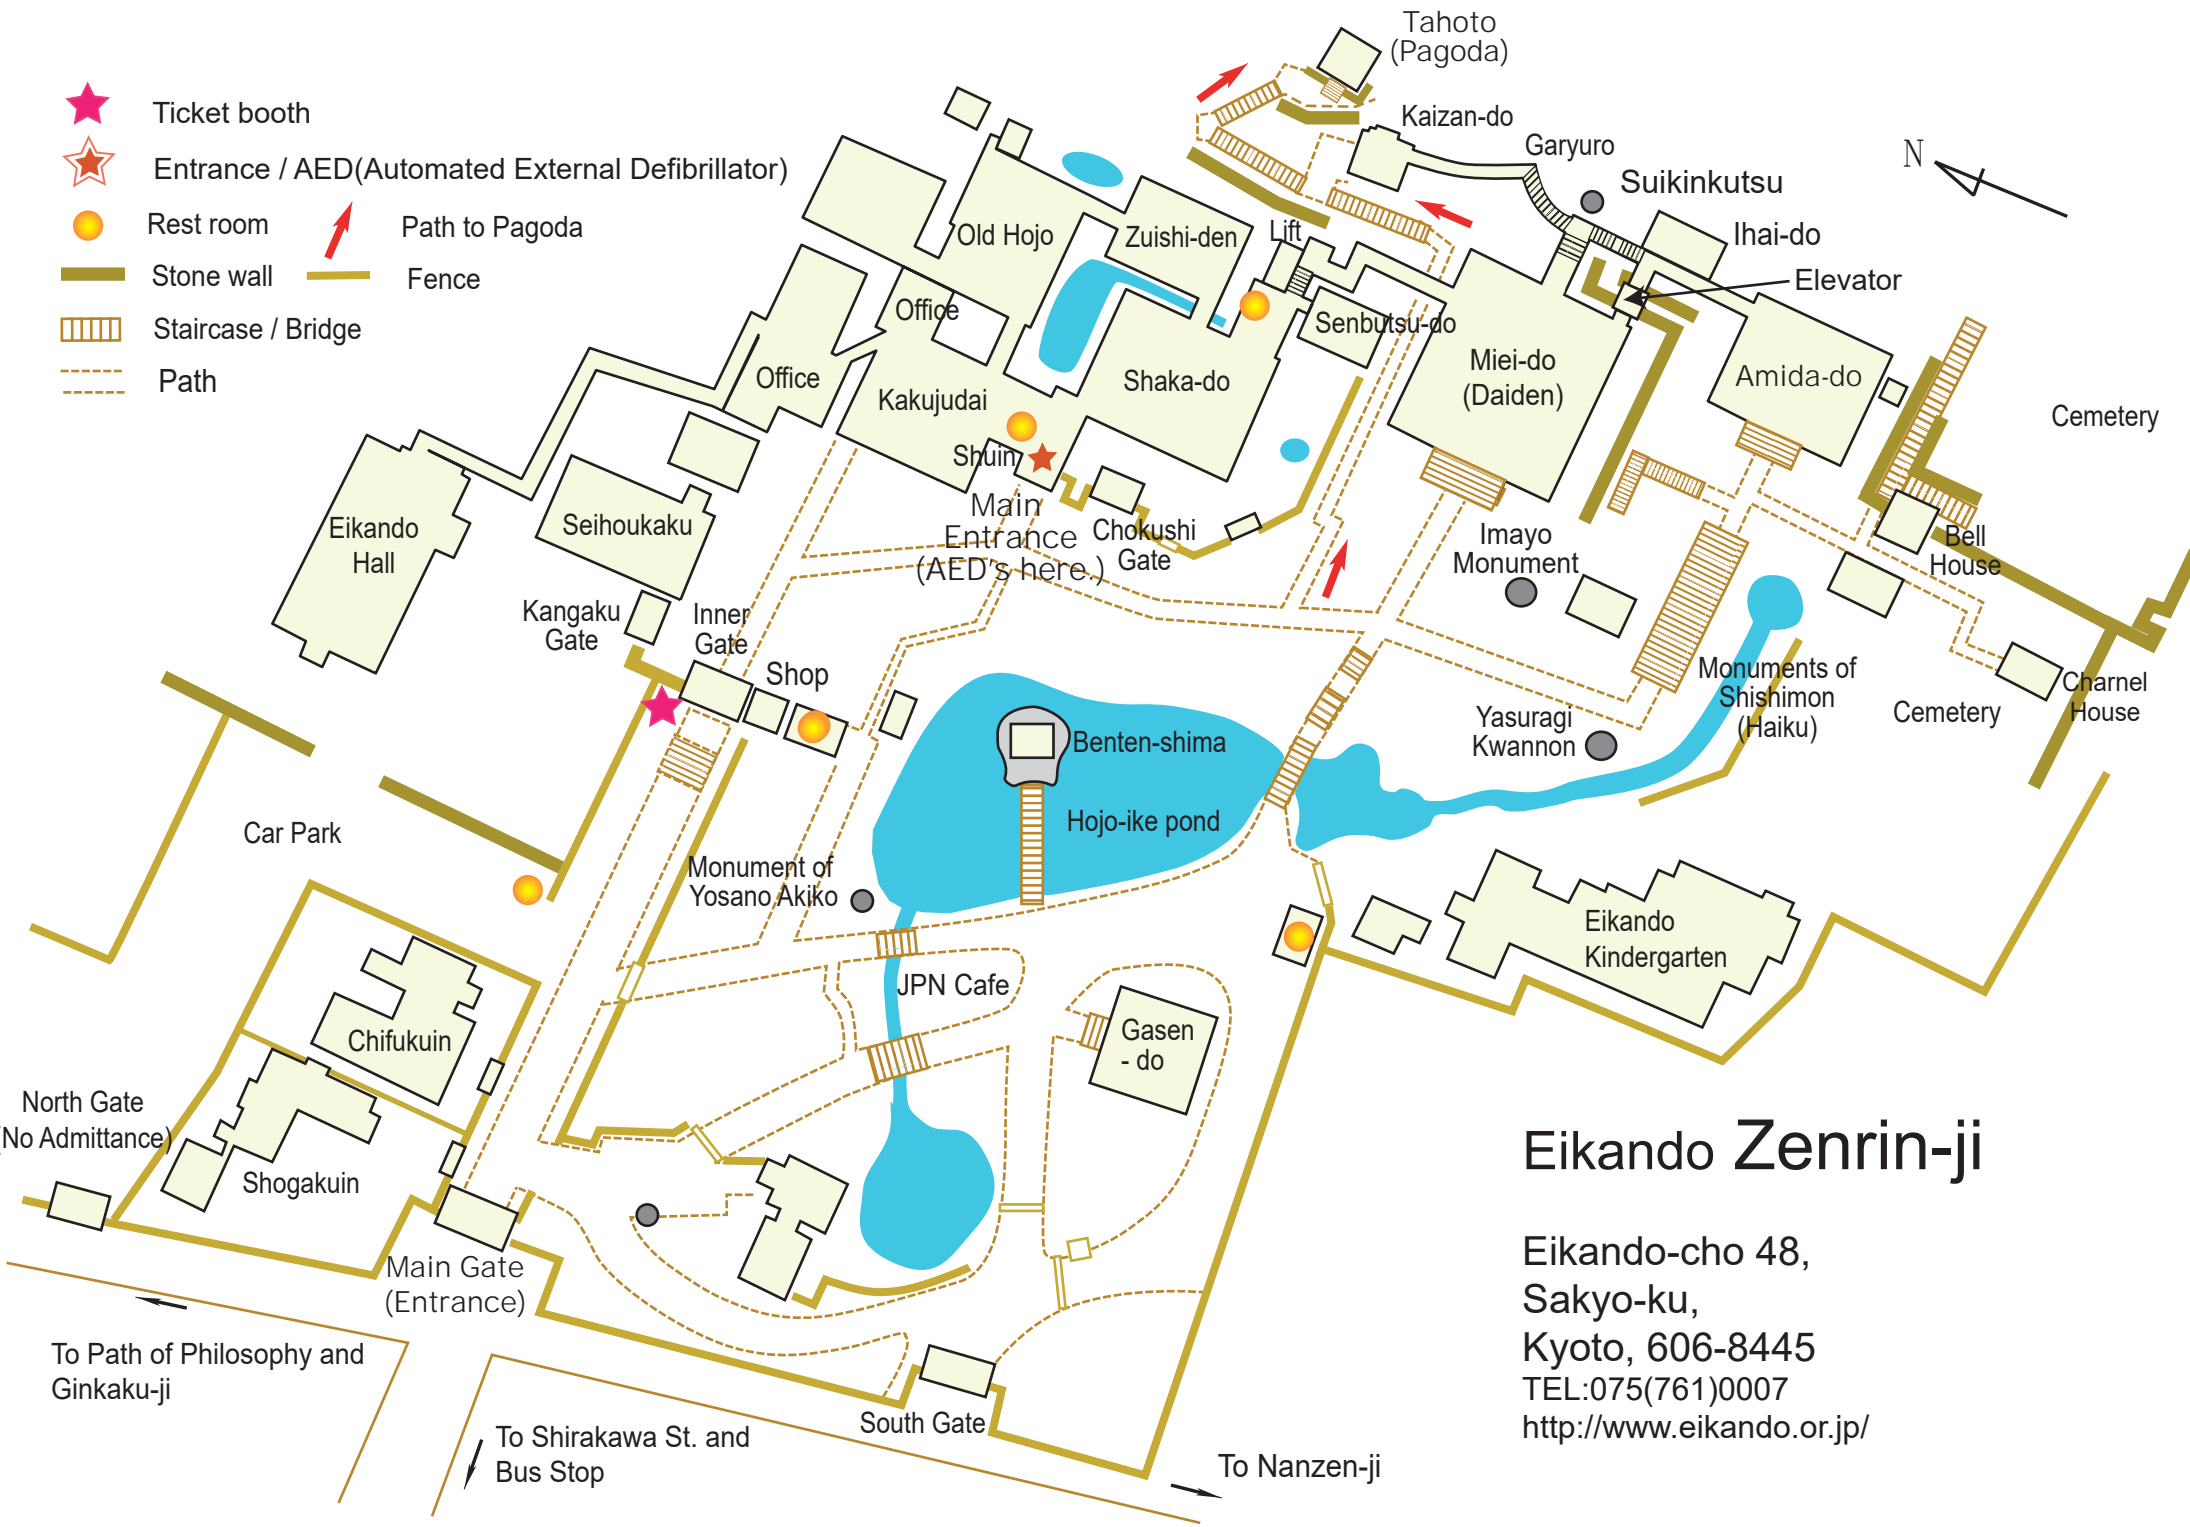 Ticket booth
Entrance / AED(Automated External Defibrillator)
Rest room
Path to Pagoda
Stone wall
Fence
Staircase / Bridge
Path
Tahoto
(Pagoda)
Kaizan-do
Garyuro
Suikinkutsu
N
Ihai-do
Elevator
Old Hojo
Zuishi-den
Lift
Office
Senbutsu-do
Office
Kakujudai
Shaka-do
Miei-do
(Daiden)
Amida-do
Cemetery
Shuin
Main
Entrance
(AED's here.)
Chokushi
Gate
Eikando
Hall
Seihoukaku
Imayo
Monument
Bell
House
Kangaku
Gate
Inner
Gate
Shop
Monuments of
Shishimon
(Haiku)
Charnel
House
Cemetery
Yasuragi
Kwannon
Benten-shima
Hojo-ike pond
Car Park
Monument of
Yosano Akiko
Eikando
Kindergarten
JPN Cafe
Gasen
- do
Chifukuin
North Gate
(No Admittance)
Shogakuin
Main Gate
(Entrance)
To Path of Philosophy and
Ginkaku-ji
South Gate
To Shirakawa St. and
Bus Stop
To Nanzen-ji
Eikando Zenrin-ji
Eikando-cho 48,
Sakyo-ku,
Kyoto, 606-8445
TEL:075(761)0007
http://www.eikando.or.jp/